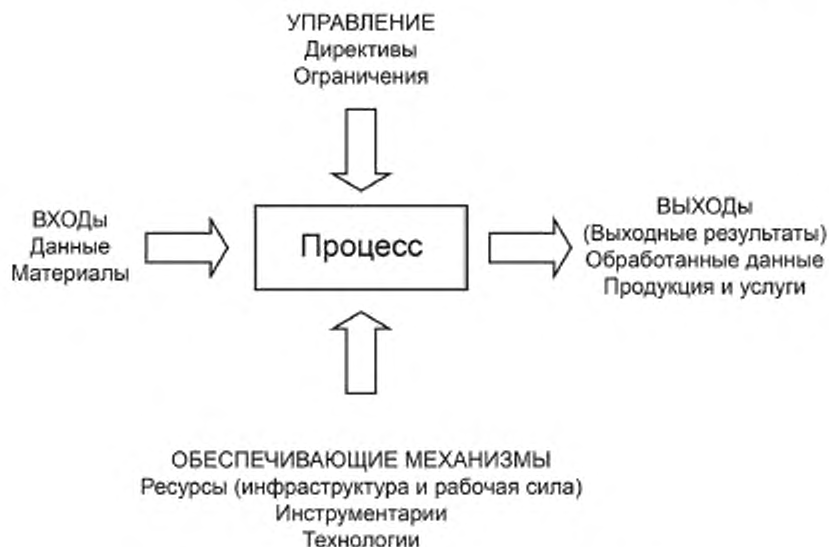 УПРАВЛЕНИЕ
Директивы
Ограничения
ВХОДы
Данные
Материалы
Процесс
ВЫХОДы
(Выходные результаты)
Обработанные данные
Продукция и услуги
ОБЕСПЕЧИВАЮЩИЕ МЕХАНИЗМЫ
Ресурсы (инфраструктура и рабочая сила)
Инструментарии
Технологии